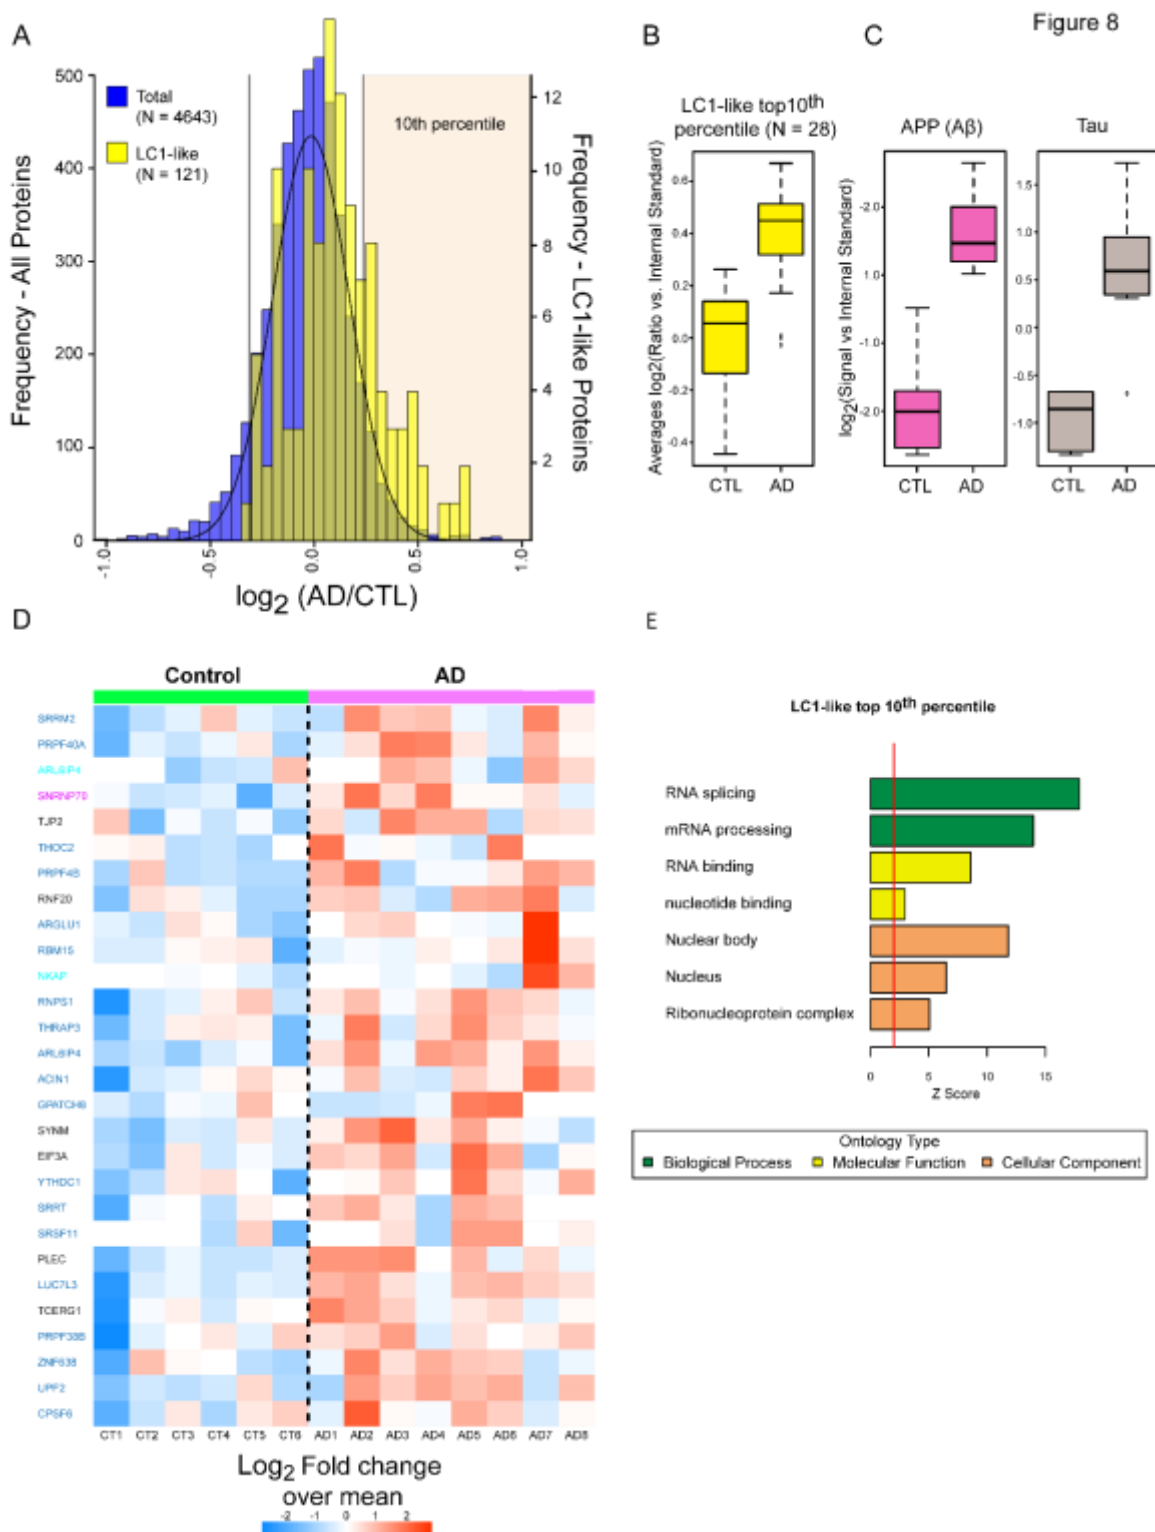 Figure 8
A
Total
(N = 4643)
LC1-like
(N = 121)
10th percentile
Frequency - All Proteins
Frequency - LC1-like Proteins
500
400
300
200
100
0
12
10
8
6
4
2
-1.0
-0.5
0.0
0.5
1.0
log2 (AD/CTL)
B
LC1-like top10th
percentile (N = 28)
Averages log2(Ratio vs. Internal Standard)
0.6
0.4
0.2
0.0
-0.2
-0.4
CTL AD
C
APP (Aβ)
Tau
log2(Signal vs Internal Standard)
-2.0
1.0
-1.0
-2.0
CTL AD
1.5
1.0
0.5
0.0
-0.5
-1.0
CTL AD
D
Control AD
SRRM2
PRPF40A
ARL6IP4
SNRNP70
TJP2
THOC2
PRPF4B
RNF20
ARGLU1
RBM15
NKAP
RNPS1
THRAP3
ARL6IP4
ACIN1
GPATCH8
SYNM
EIF3A
YTHDC1
SRRT
SRSF11
PLEC
LUC7L3
TCERG1
PRPF38B
ZNF638
UPF2
CPSF6
CT1 CT2 CT3 CT4 CT5 CT6 AD1 AD2 AD3 AD4 AD5 AD6 AD7 AD8
Log2 Fold change
over mean
-2 -1 0 1 2
E
LC1-like top 10th percentile
RNA splicing
mRNA processing
RNA binding
nucleotide binding
Nuclear body
Nucleus
Ribonucleoprotein complex
0 5 10 15
Z Score
Ontology Type
Biological Process Molecular Function Cellular Component